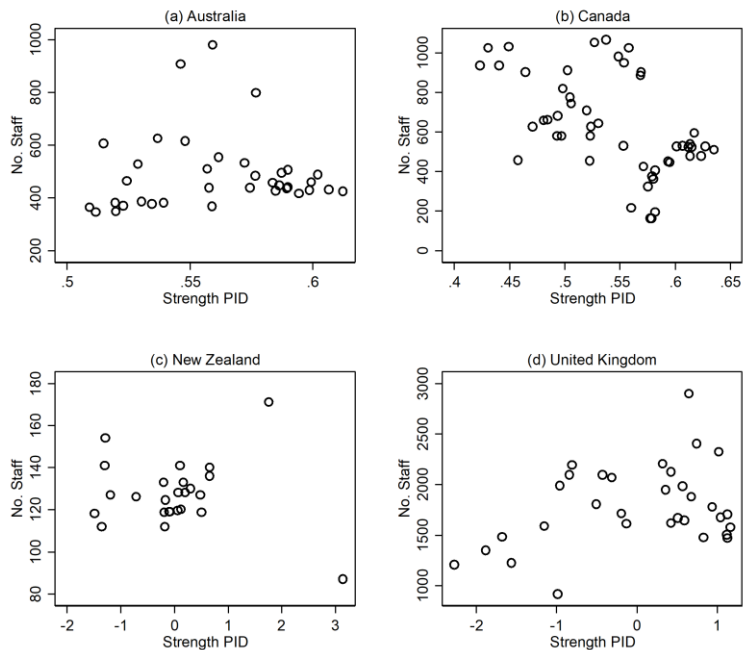 (a) Australia
No. Staff
200 400 600 800 1000
.5 .55 .6
Strength PID
(b) Canada
No. Staff
0 200 400 600 800 1000
.4 .45 .5 .55 .6 .65
Strength PID
(c) New Zealand
No. Staff
80 100 120 140 160 180
-2 -1 0 1 2 3
Strength PID
(d) United Kingdom
No. Staff
1000 1500 2000 2500 3000
-2 -1 0 1
Strength PID